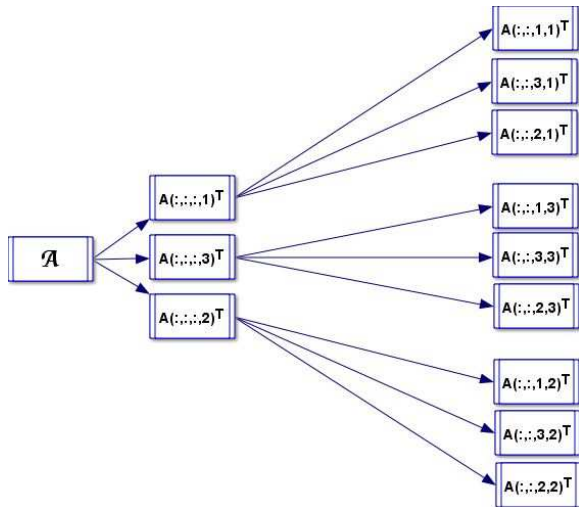 𝒜
A(:,:,:,1)ᵀ
A(:,:,:,3)ᵀ
A(:,:,:,2)ᵀ
A(:,:,1,1)ᵀ
A(:,:,3,1)ᵀ
A(:,:,2,1)ᵀ
A(:,:,1,3)ᵀ
A(:,:,3,3)ᵀ
A(:,:,2,3)ᵀ
A(:,:,1,2)ᵀ
A(:,:,3,2)ᵀ
A(:,:,2,2)ᵀ